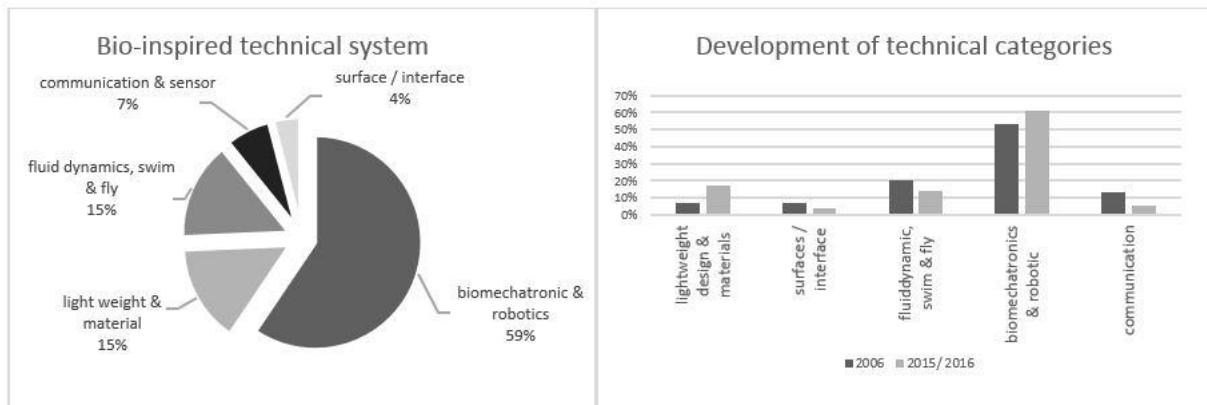 Bio-inspired technical system
communication & sensor
7%
surface / interface
4%
fluid dynamics, swim
& fly
15%
light weight &
material
15%
biomechatronic &
robotics
59%
Development of technical categories
70%
60%
50%
40%
30%
20%
10%
0%
lightweight
design &
materials
surfaces /
interface
fluiddynamic,
swim & fly
biomechatronics
& robotic
communication
2006
2015/ 2016